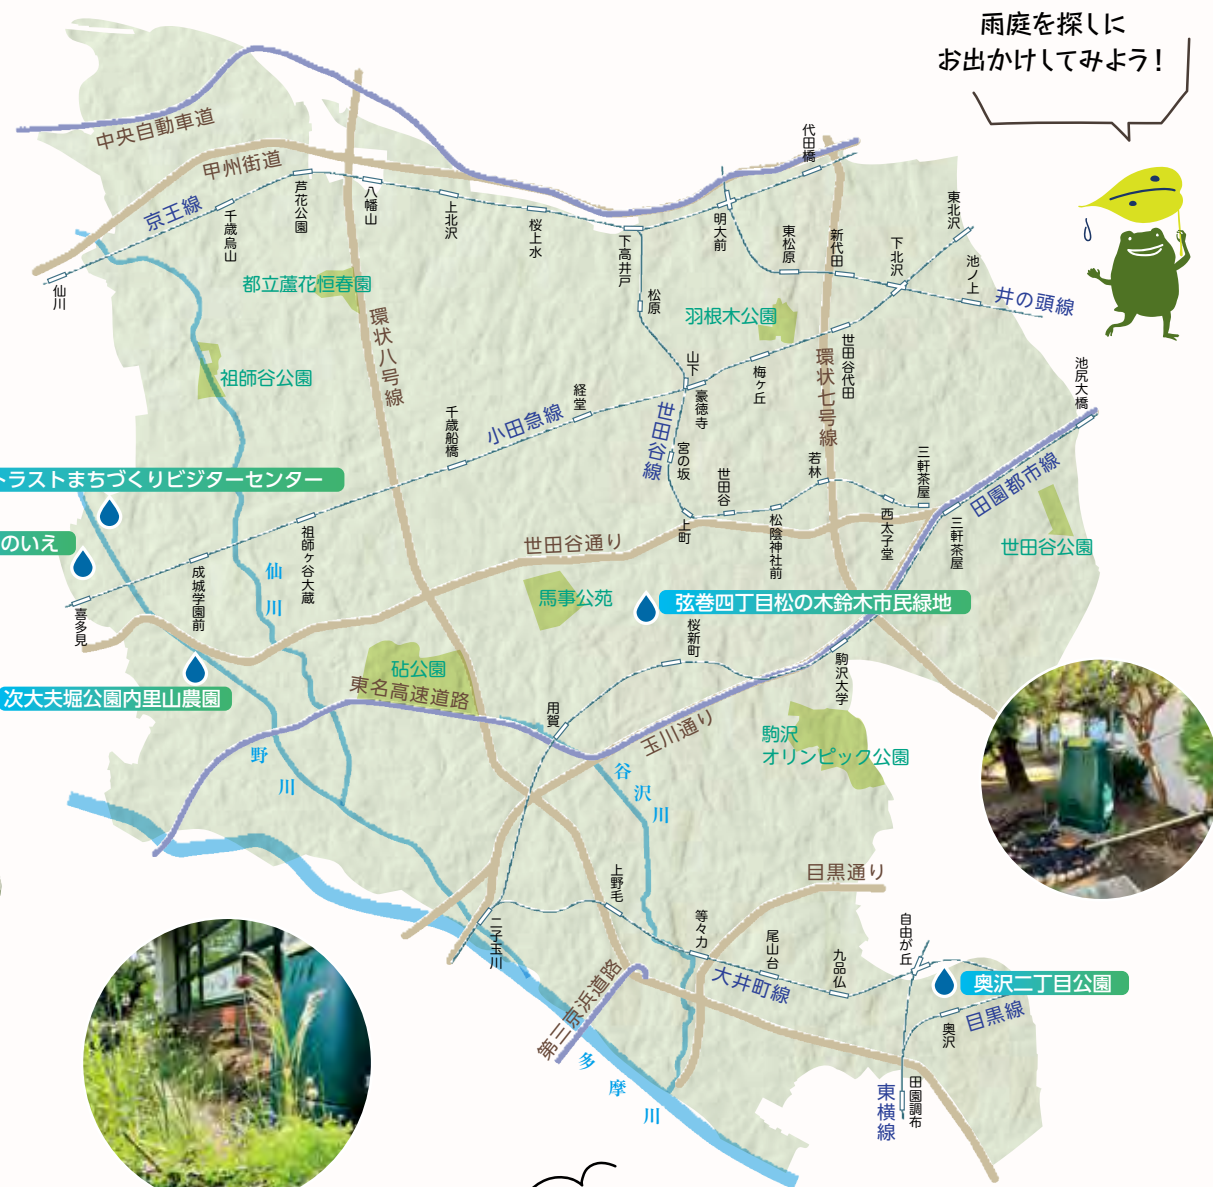 雨庭を探しに
お出かけしてみよう！
中央自動車道
甲州街道
京王線
仙川
千歳烏山
芦花公園
八幡山
上北沢
桜上水
下高井戸
明大前
代田橋
東松原
新代田
下北沢
東北沢
池ノ上
井の頭線
都立蘆花恒春園
環状八号線
祖師谷公園
松原
羽根木公園
山下
豪徳寺
梅ヶ丘
世田谷代田
環状七号線
池尻大橋
経堂
小田急線
千歳船橋
世田谷線
宮の坂
世田谷
上町
松陰神社前
若林
西太子堂
三軒茶屋
三軒茶屋
田園都市線
世田谷公園
トラストまちづくりビジターセンター
のいえ
喜多見
成城学園前
祖師ヶ谷大蔵
仙川
世田谷通り
馬事公苑
弦巻四丁目松の木鈴木市民緑地
桜新町
駒沢大学
次大夫堀公園内里山農園
砧公園
東名高速道路
用賀
玉川通り
駒沢
オリンピック公園
野川
谷沢川
目黒通り
上野毛
二子玉川
等々力
尾山台
九品仏
自由が丘
大井町線
奥沢二丁目公園
目黒線
奥沢
第三京浜道路
多摩川
東横線
田園調布